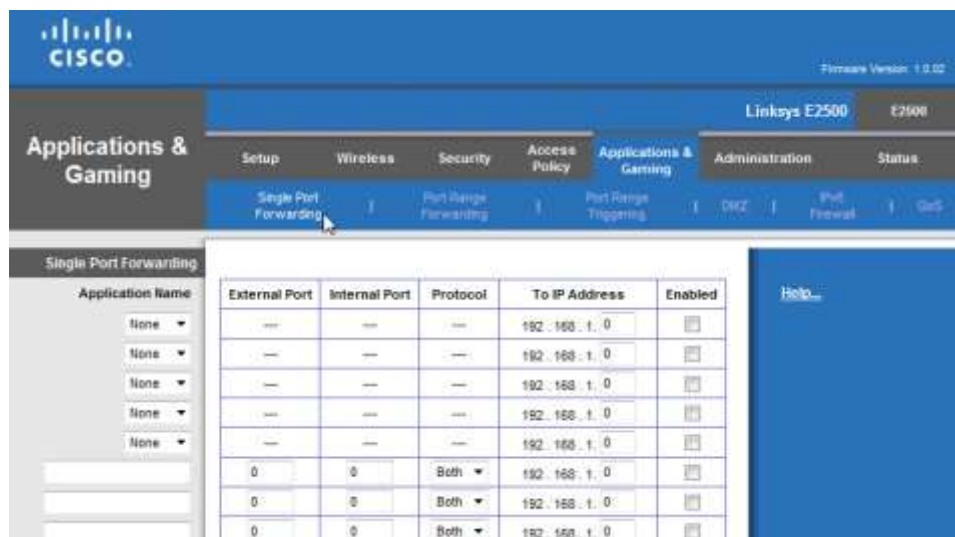 CISCO
Firmware Version: 1.0.02
Linksys E2500
E2500
Applications & Gaming
Setup
Wireless
Security
Access Policy
Applications & Gaming
Administration
Status
Single Port Forwarding
|
Port Range Forwarding
|
Port Range Triggering
|
DMZ
|
IPv6 Firewall
|
QoS
Single Port Forwarding
Help...
Application Name
External Port
Internal Port
Protocol
To IP Address
Enabled
None --- --- --- 192 . 168 . 1. 0
None --- --- --- 192 . 168 . 1. 0
None --- --- --- 192 . 168 . 1. 0
None --- --- --- 192 . 168 . 1. 0
None --- --- --- 192 . 168 . 1. 0
0 0 Both 192 . 168 . 1. 0
0 0 Both 192 . 168 . 1. 0
0 0 Both 192 . 168 . 1. 0